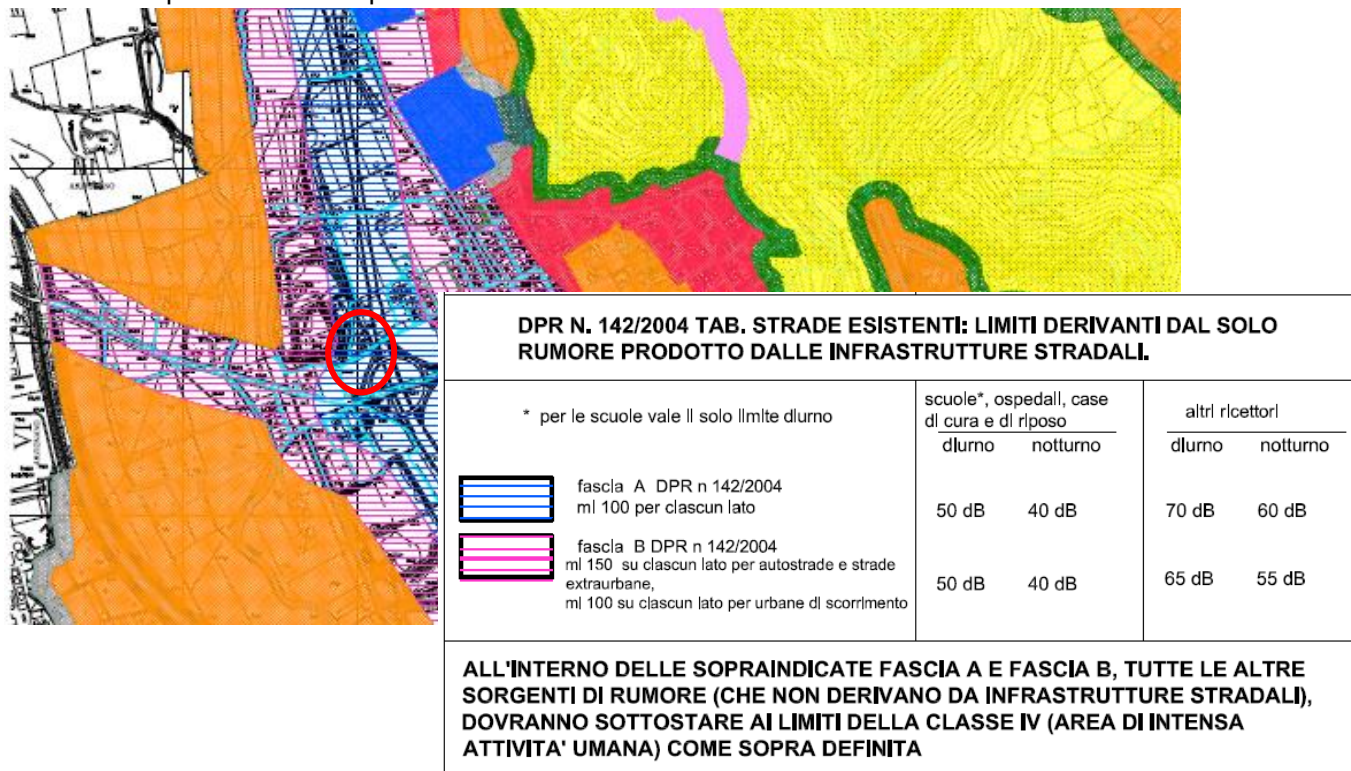 DPR N. 142/2004 TAB. STRADE ESISTENTI: LIMITI DERIVANTI DAL SOLO
RUMORE PRODOTTO DALLE INFRASTRUTTURE STRADALI.
* per le scuole vale il solo limite diurno
scuole*, ospedali, case
di cura e di riposo
diurno notturno
altri ricettori
diurno notturno
fascia A DPR n 142/2004
ml 100 per ciascun lato
50 dB 40 dB 70 dB 60 dB
fascia B DPR n 142/2004
ml 150 su ciascun lato per autostrade e strade
extraurbane,
ml 100 su ciascun lato per urbane di scorrimento
50 dB 40 dB 65 dB 55 dB
ALL'INTERNO DELLE SOPRAINDICATE FASCIA A E FASCIA B, TUTTE LE ALTRE
SORGENTI DI RUMORE (CHE NON DERIVANO DA INFRASTRUTTURE STRADALI),
DOVRANNO SOTTOSTARE AI LIMITI DELLA CLASSE IV (AREA DI INTENSA
ATTIVITA' UMANA) COME SOPRA DEFINITA